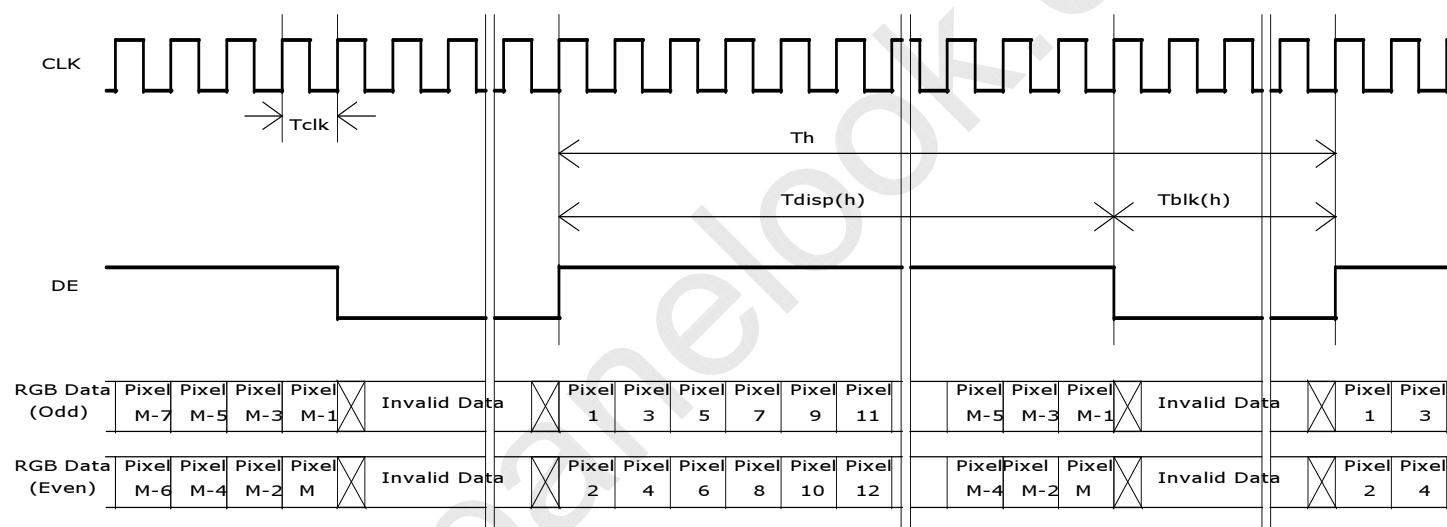 CLK
Tclk
Th
Tdisp(h)
Tblk(h)
DE
RGB Data
(Odd)
Pixel Pixel Pixel Pixel
M-7 M-5 M-3 M-1
Invalid Data
Pixel Pixel Pixel Pixel Pixel Pixel
1 3 5 7 9 11
Pixel Pixel Pixel
M-5 M-3 M-1
Invalid Data
Pixel Pixel
1 3
RGB Data
(Even)
Pixel Pixel Pixel Pixel
M-6 M-4 M-2 M
Invalid Data
Pixel Pixel Pixel Pixel Pixel Pixel
2 4 6 8 10 12
Pixel Pixel Pixel
M-4 M-2 M
Invalid Data
Pixel Pixel
2 4
panelook.